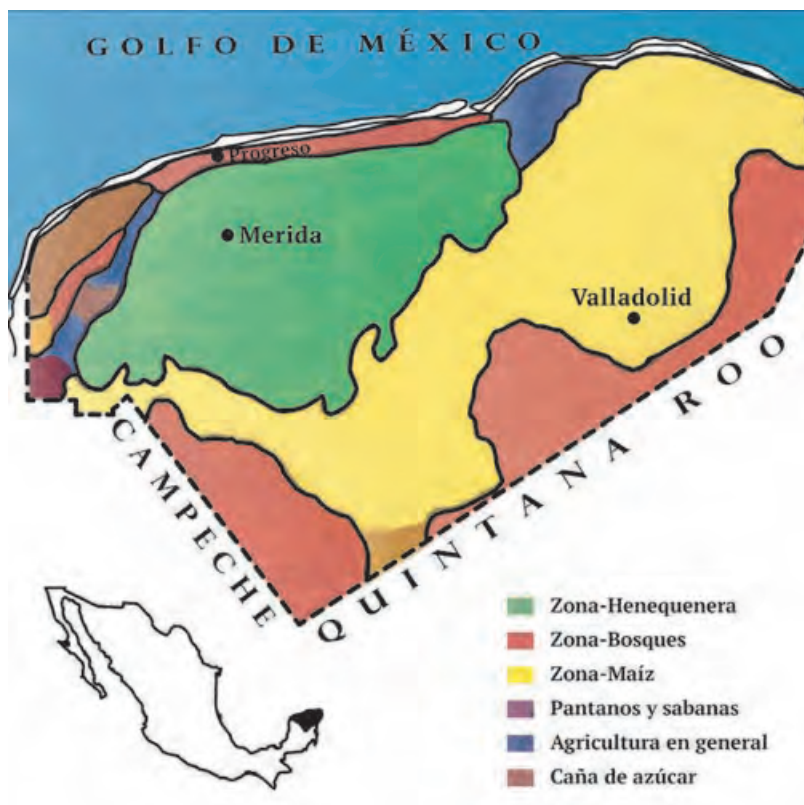 GOLFO DE MÉXICO
Progreso
Merida
Valladolid
CAMPECHE
QUINTANA ROO
Zona-Henequenera
Zona-Bosques
Zona-Maíz
Pantanos y sabanas
Agricultura en general
Caña de azúcar